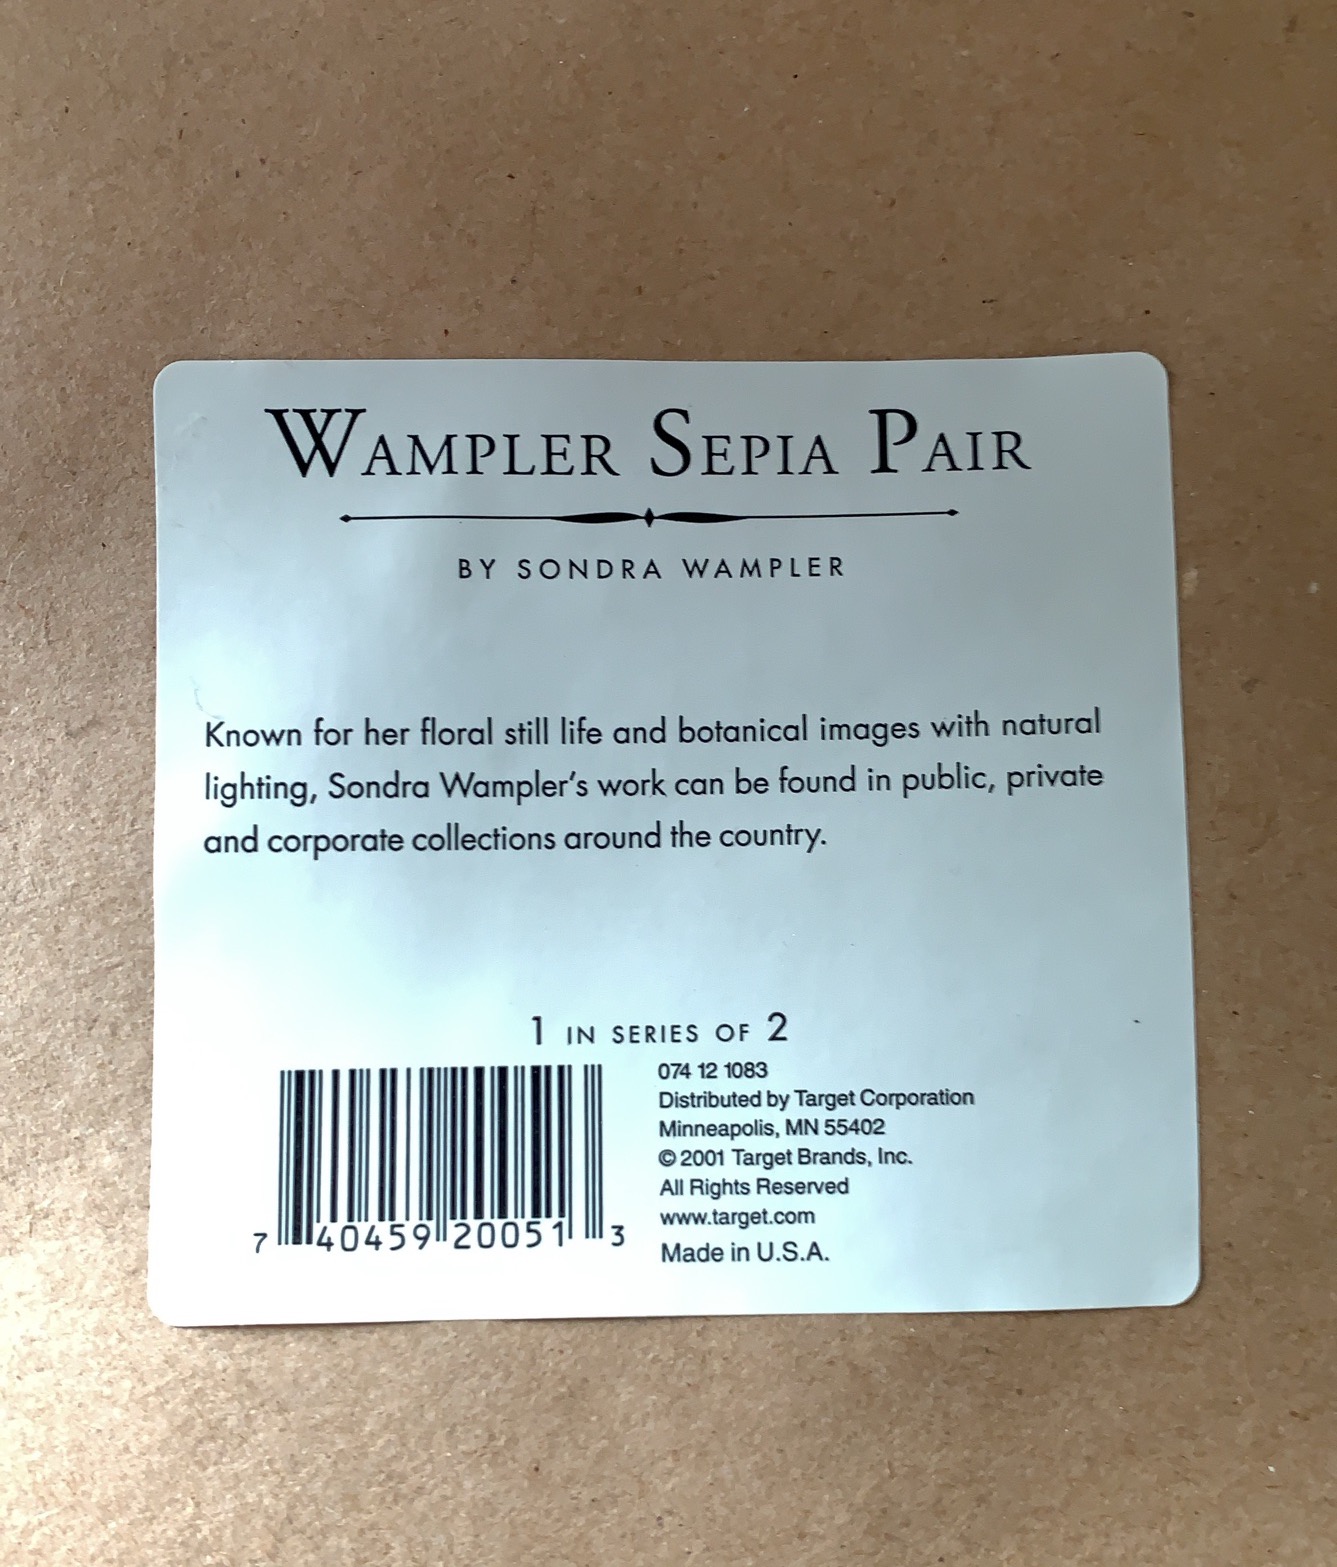 WAMPLER SEPIA PAIR
BY SONDRA WAMPLER
Known for her floral still life and botanical images with natural
lighting, Sondra Wampler's work can be found in public, private
and corporate collections around the country.
1 IN SERIES OF 2
074 12 1083
Distributed by Target Corporation
Minneapolis, MN 55402
© 2001 Target Brands, Inc.
All Rights Reserved
www.target.com
Made in U.S.A.
7 40459 20051 3